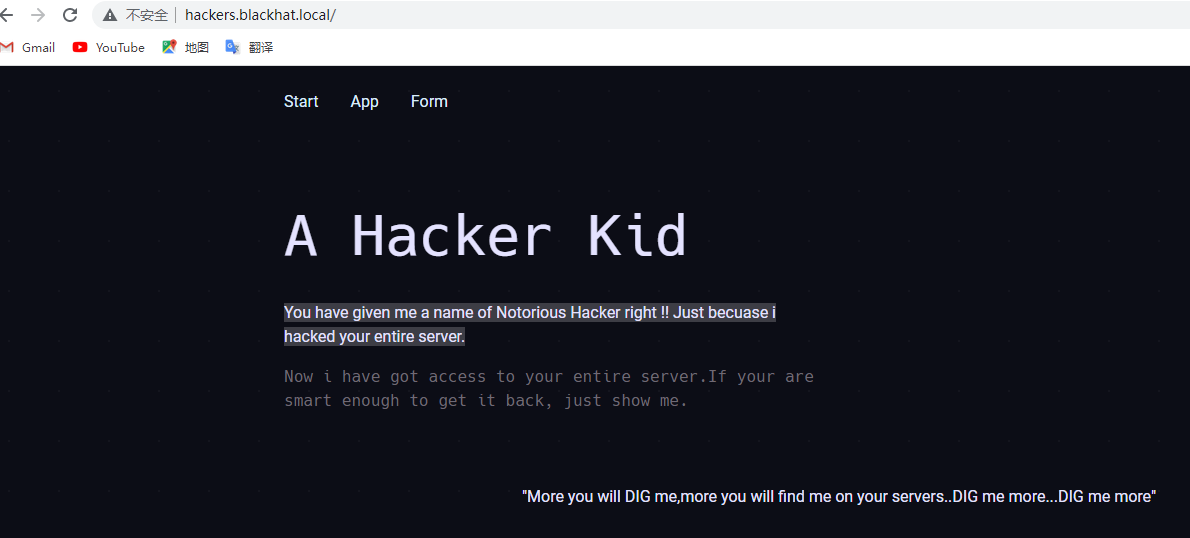 不安全 hackers.blackhat.local/
Gmail YouTube 地图 翻译
Start App Form
A Hacker Kid
You have given me a name of Notorious Hacker right !! Just becuase i
hacked your entire server.
Now i have got access to your entire server.If your are
smart enough to get it back, just show me.
"More you will DIG me,more you will find me on your servers..DIG me more...DIG me more"